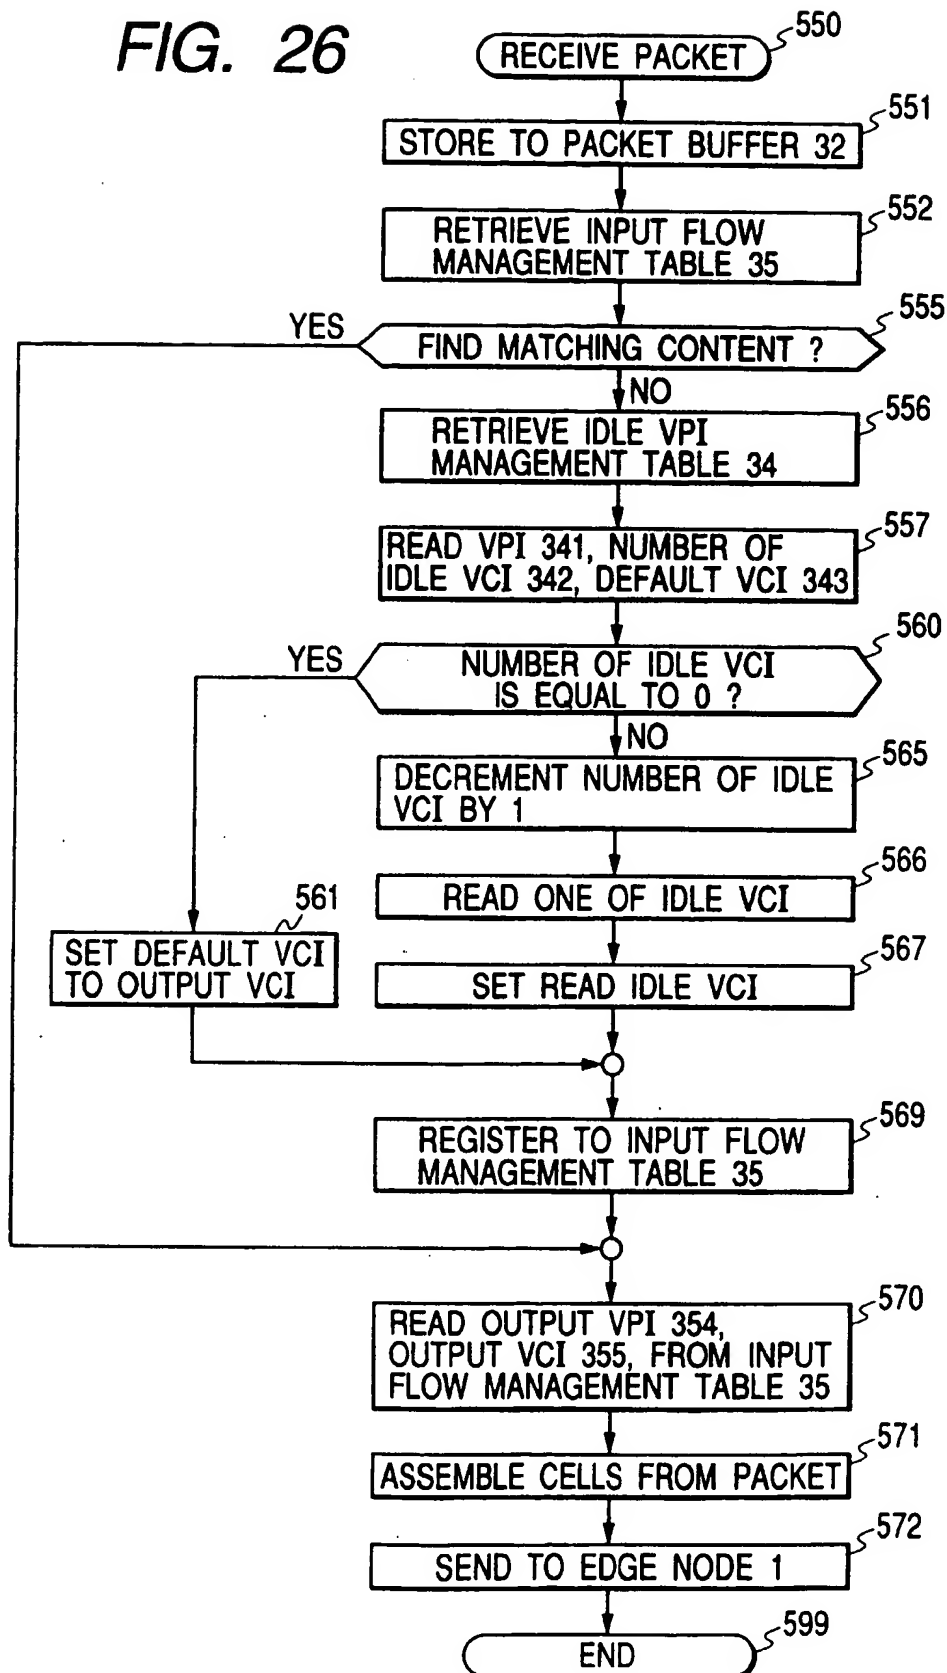 FIG. 26
550
RECEIVE PACKET
551
STORE TO PACKET BUFFER 32
552
RETRIEVE INPUT FLOW
MANAGEMENT TABLE 35
555
YES
FIND MATCHING CONTENT ?
NO
556
RETRIEVE IDLE VPI
MANAGEMENT TABLE 34
557
READ VPI 341, NUMBER OF
IDLE VCI 342, DEFAULT VCI 343
560
YES
NUMBER OF IDLE VCI
IS EQUAL TO 0 ?
NO
565
DECREMENT NUMBER OF IDLE
VCI BY 1
566
READ ONE OF IDLE VCI
561
SET DEFAULT VCI
TO OUTPUT VCI
567
SET READ IDLE VCI
569
REGISTER TO INPUT FLOW
MANAGEMENT TABLE 35
570
READ OUTPUT VPI 354,
OUTPUT VCI 355, FROM INPUT
FLOW MANAGEMENT TABLE 35
571
ASSEMBLE CELLS FROM PACKET
572
SEND TO EDGE NODE 1
599
END